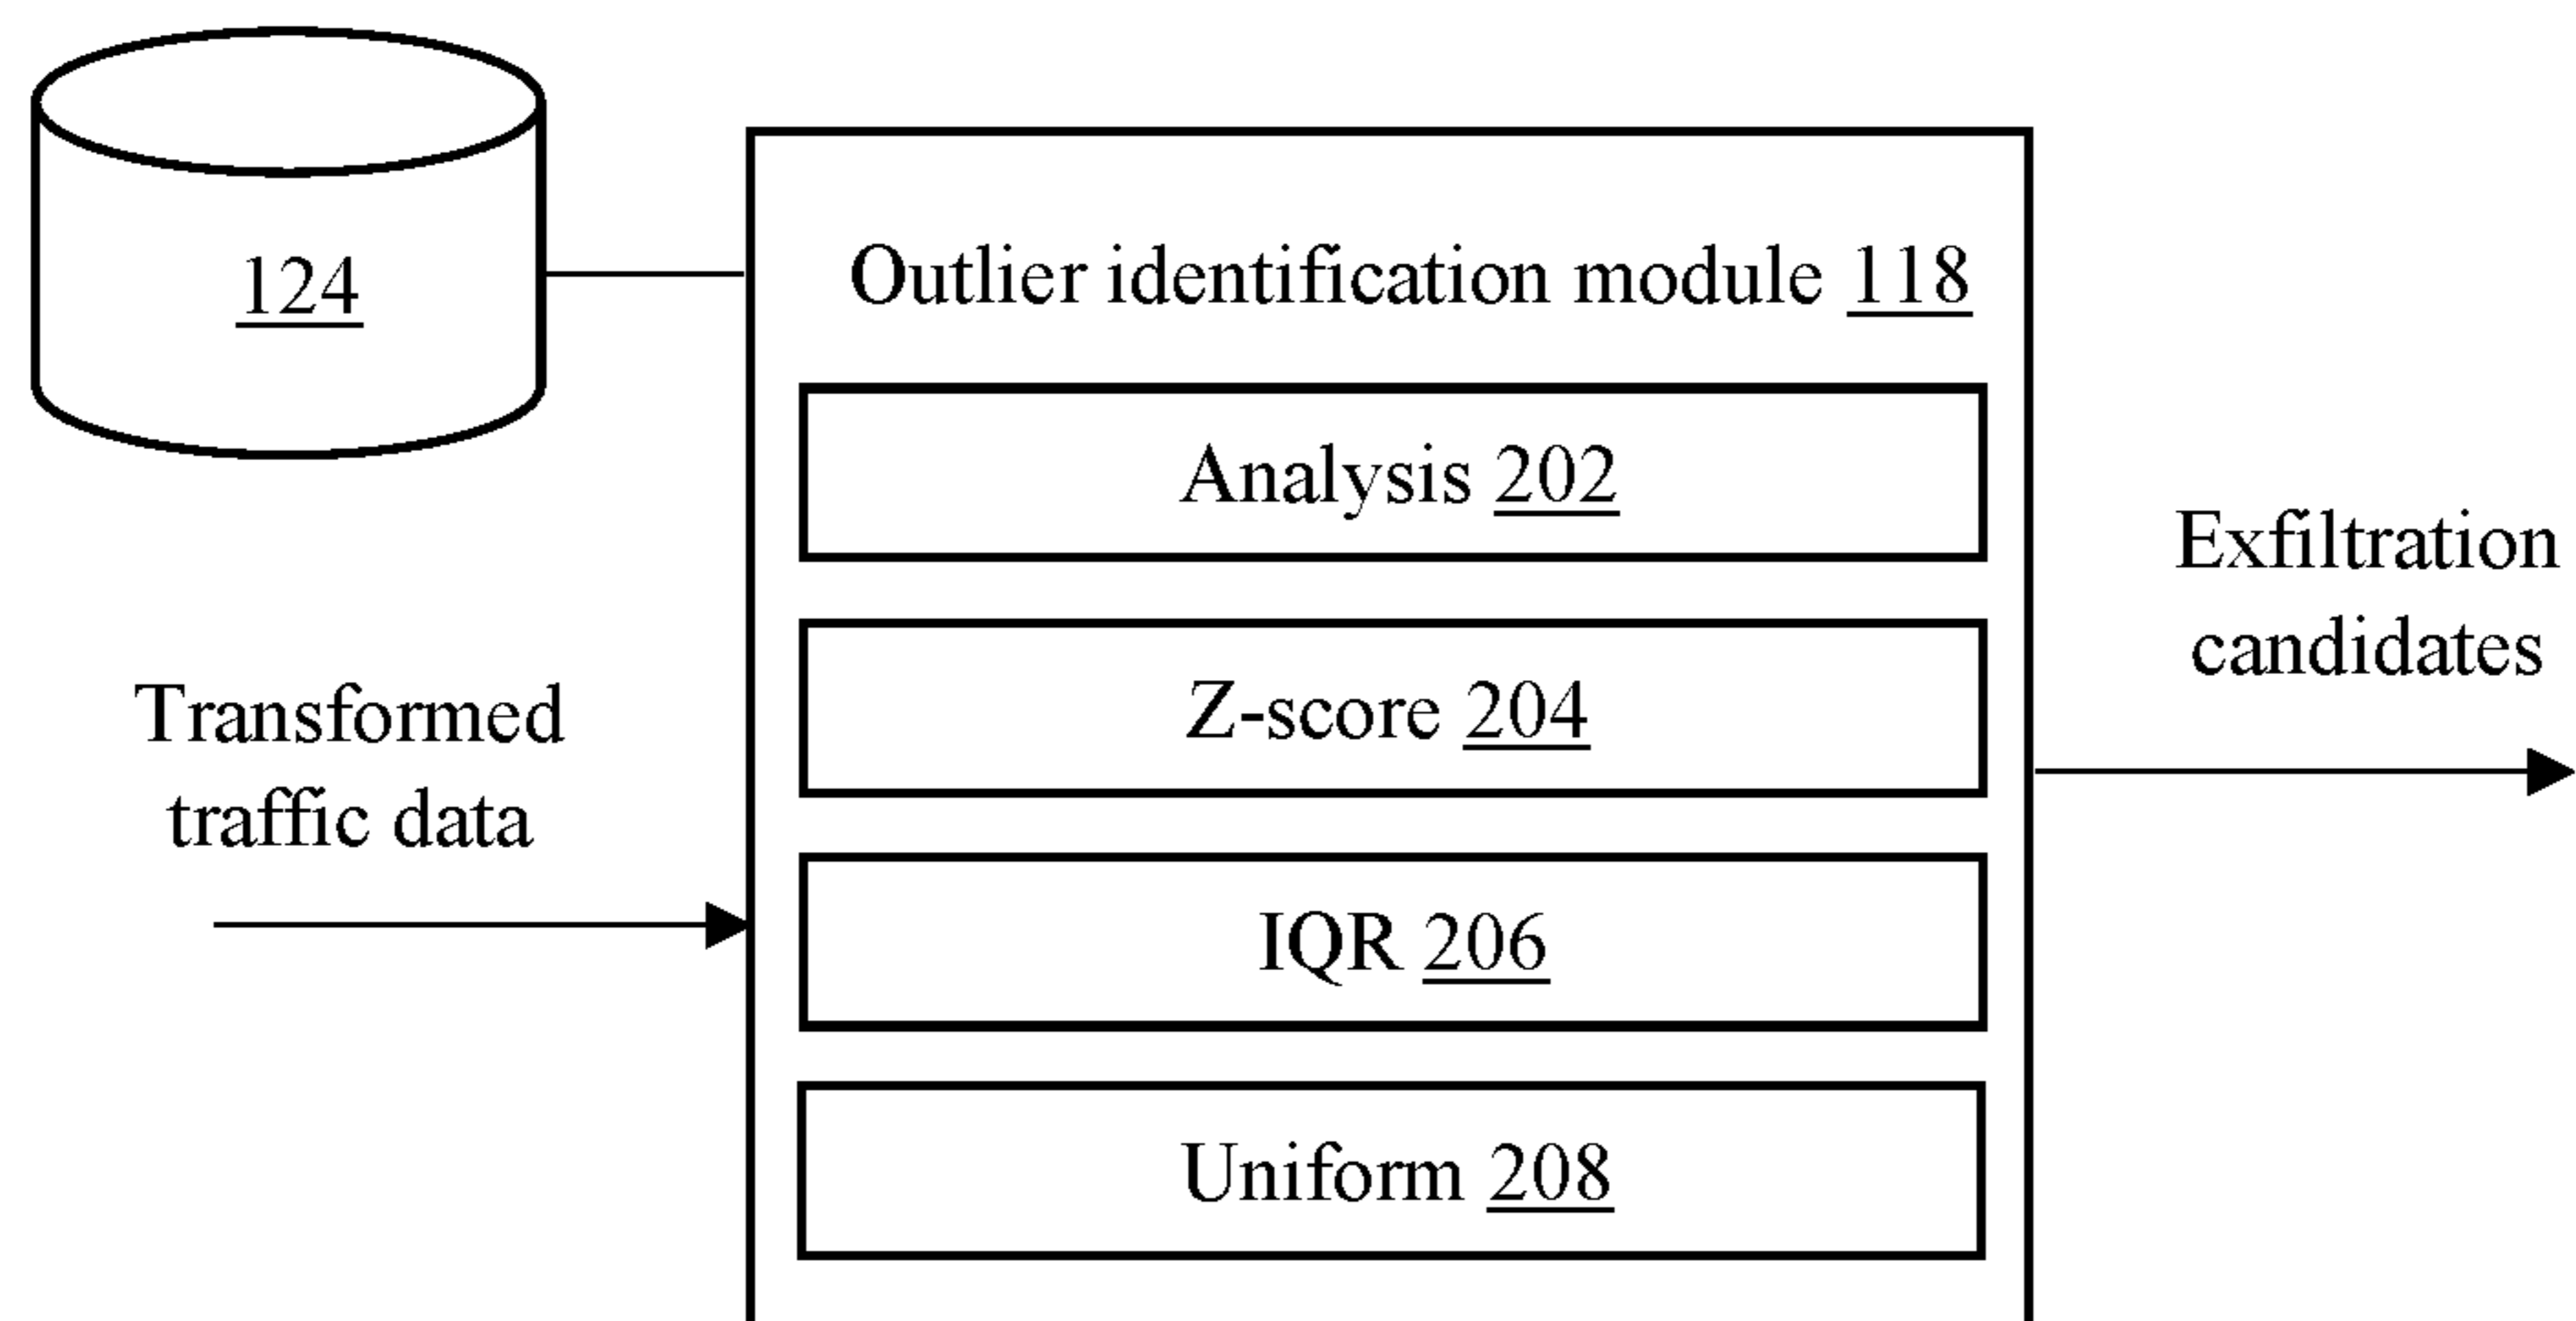 124
Outlier identification module 118
Analysis 202
Z-score 204
IQR 206
Uniform 208
Transformed
traffic data
Exfiltration
candidates